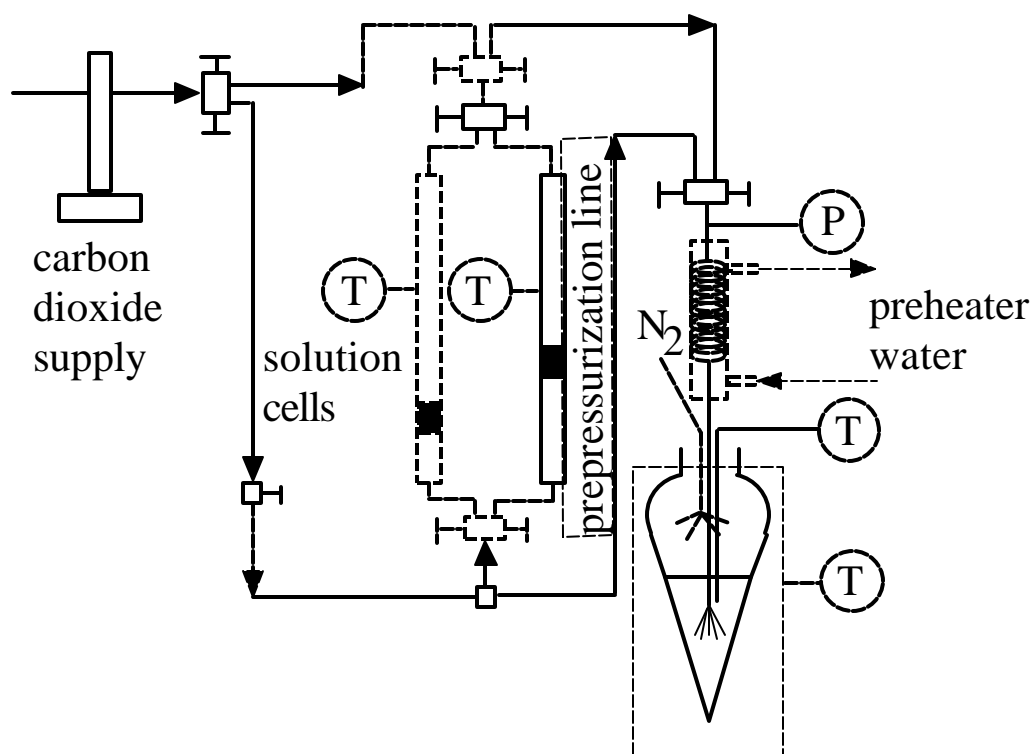 carbon
dioxide
supply
solution
cells
T
T
prepressurization line
P
N2
preheater
water
T
T